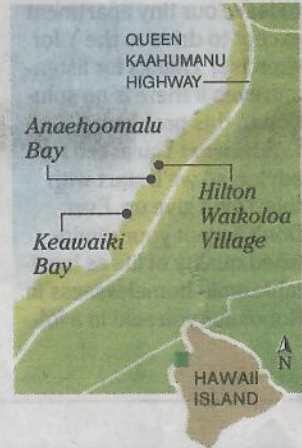 QUEEN
KAAHUMANU
HIGHWAY
Anaehoomalu
Bay
Hilton
Waikoloa
Village
Keawaiki
Bay
N
HAWAII
ISLAND